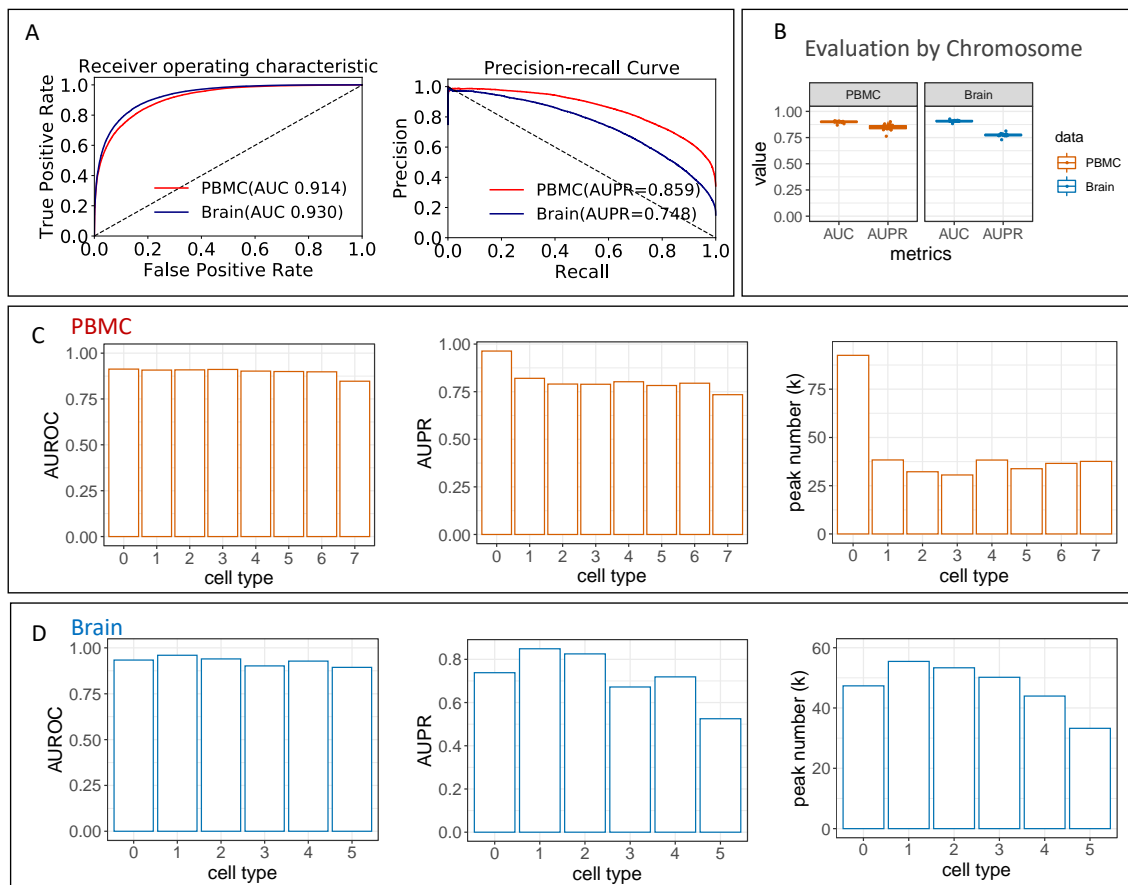 A
Receiver operating characteristic
True Positive Rate
1.0
0.8
0.6
0.4
0.2
0.0
PBMC(AUC 0.914)
Brain(AUC 0.930)
0.0 0.2 0.4 0.6 0.8 1.0
False Positive Rate
Precision-recall Curve
Precision
1.0
0.8
0.6
0.4
0.2
0.0
PBMC(AUPR=0.859)
Brain(AUPR=0.748)
0.0 0.2 0.4 0.6 0.8 1.0
Recall
B
Evaluation by Chromosome
PBMC Brain
value
1.00
0.75
0.50
0.25
0.00
AUC AUPR AUC AUPR
metrics
data
PBMC
Brain
C
PBMC
AUROC
1.00
0.75
0.50
0.25
0.00
0 1 2 3 4 5 6 7
cell type
AUPR
1.00
0.75
0.50
0.25
0.00
0 1 2 3 4 5 6 7
cell type
peak number (k)
75
50
25
0
0 1 2 3 4 5 6 7
cell type
D
Brain
AUROC
1.00
0.75
0.50
0.25
0.00
0 1 2 3 4 5
cell type
AUPR
0.8
0.6
0.4
0.2
0.0
0 1 2 3 4 5
cell type
peak number (k)
60
40
20
0
0 1 2 3 4 5
cell type